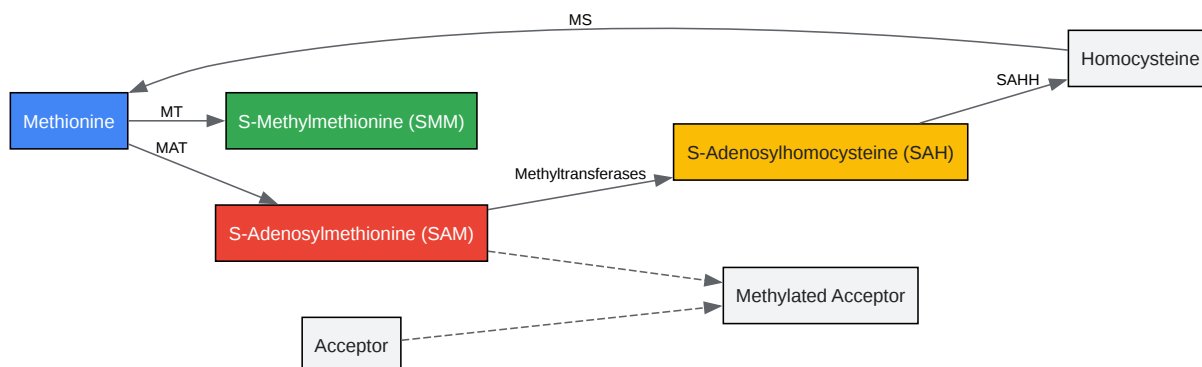 MS
Homocysteine
SAHH
Methionine
MT
S-Methylmethionine (SMM)
MAT
S-Adenosylhomocysteine (SAH)
Methyltransferases
S-Adenosylmethionine (SAM)
Methylated Acceptor
Acceptor